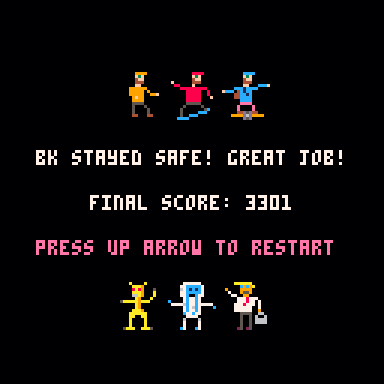 BK STAYED SAFE! GREAT JOB!
FINAL SCORE: 3301
PRESS UP ARROW TO RESTART